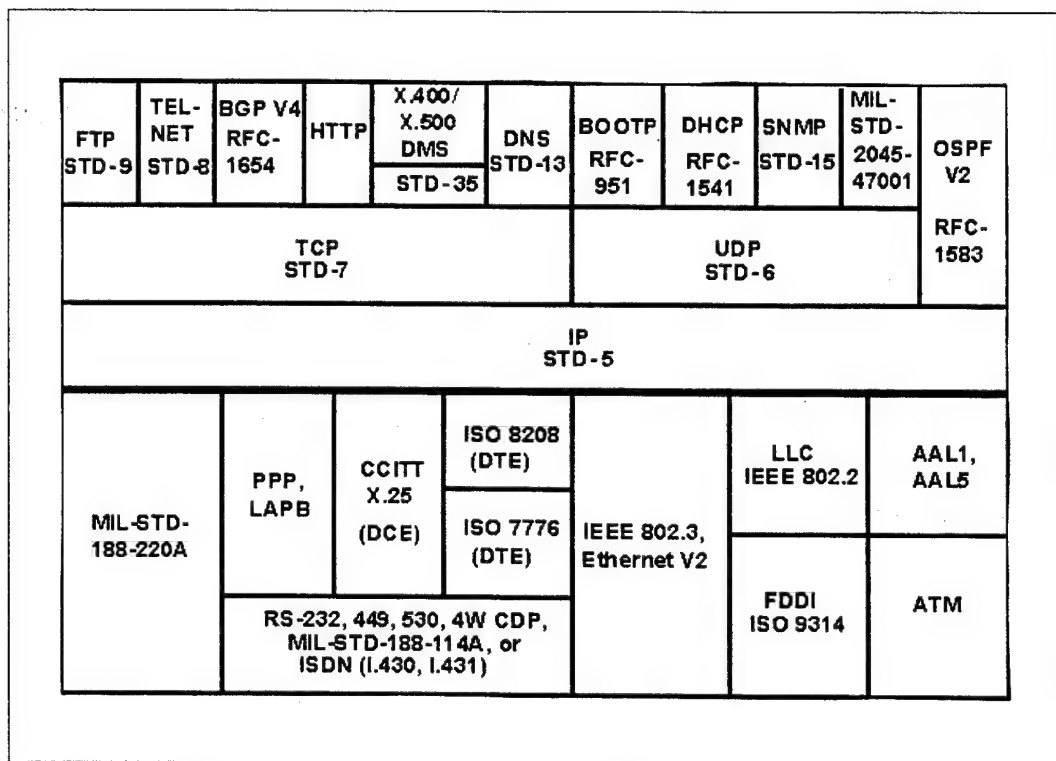 FTP
STD-9
TEL-
NET
STD-8
BGP V4
RFC-
1654
HTTP
X.400/
X.500
DMS
STD-35
DNS
STD-13
BOOTP
RFC-
951
DHCP
RFC-
1541
SNMP
STD-15
MIL-
STD-
2045-
47001
OSPF
V2
RFC-
1583
TCP
STD-7
UDP
STD-6
IP
STD-5
MIL-STD-
188-220A
PPP,
LAPB
CCITT
X.25
(DCE)
ISO 8208
(DTE)
ISO 7776
(DTE)
RS-232, 449, 530, 4W CDP,
MIL-STD-188-114A, or
ISDN (I.430, I.431)
IEEE 802.3,
Ethernet V2
LLC
IEEE 802.2
FDDI
ISO 9314
AAL1,
AAL5
ATM